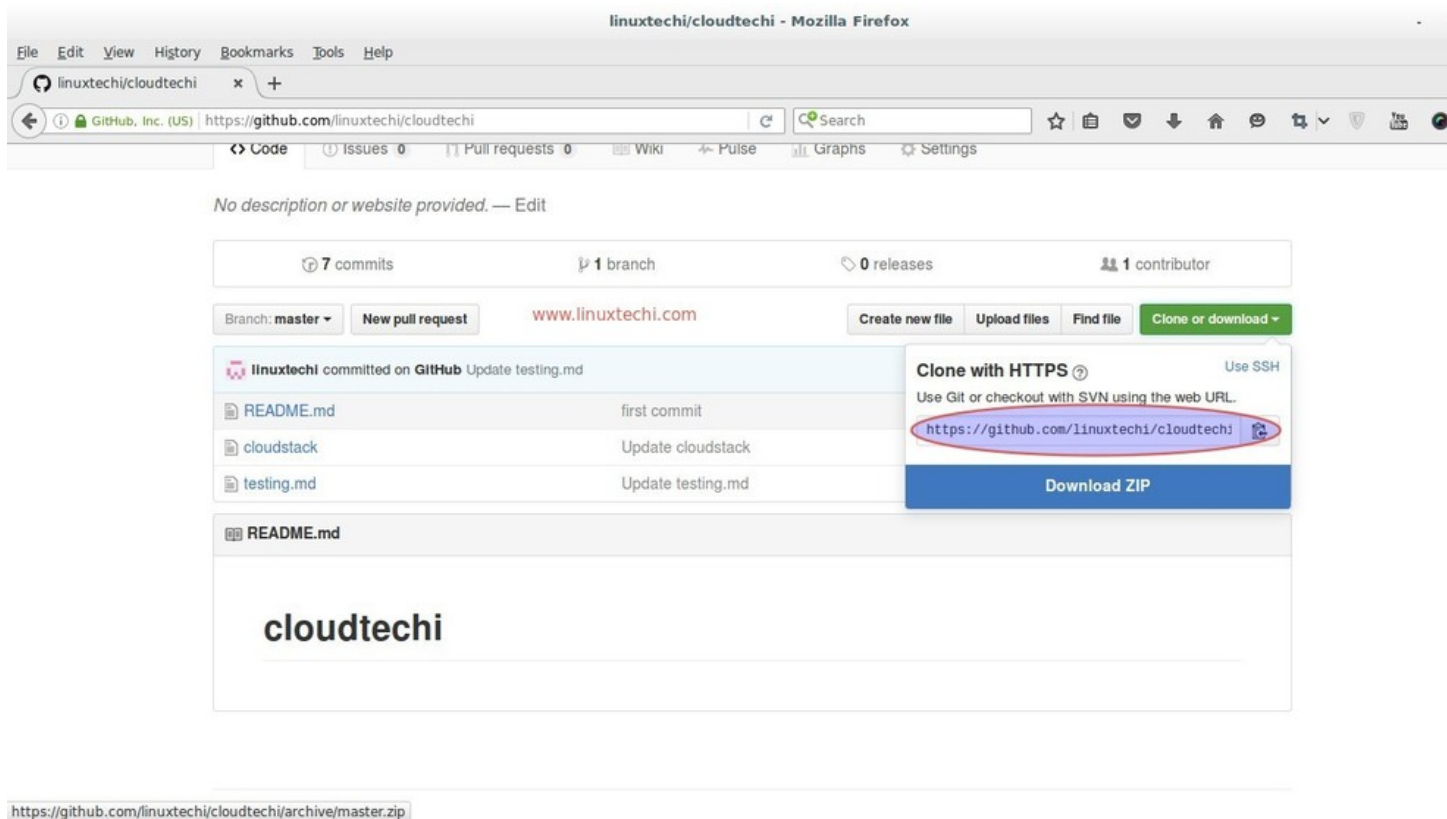 linuxtechi/cloudtechi - Mozilla Firefox
File Edit View History Bookmarks Tools Help
linuxtechi/cloudtechi
GitHub, Inc. (US) https://github.com/linuxtechi/cloudtechi Search
Code Issues 0 Pull requests 0 Wiki Pulse Graphs Settings
No description or website provided. — Edit
7 commits 1 branch 0 releases 1 contributor
Branch: master New pull request www.linuxtechi.com Create new file Upload files Find file Clone or download
linuxtechi committed on GitHub Update testing.md
Clone with HTTPS Use SSH
Use Git or checkout with SVN using the web URL.
https://github.com/linuxtechi/cloudtechi
Download ZIP
README.md first commit
cloudstack Update cloudstack
testing.md Update testing.md
README.md
cloudtechi
https://github.com/linuxtechi/cloudtechi/archive/master.zip